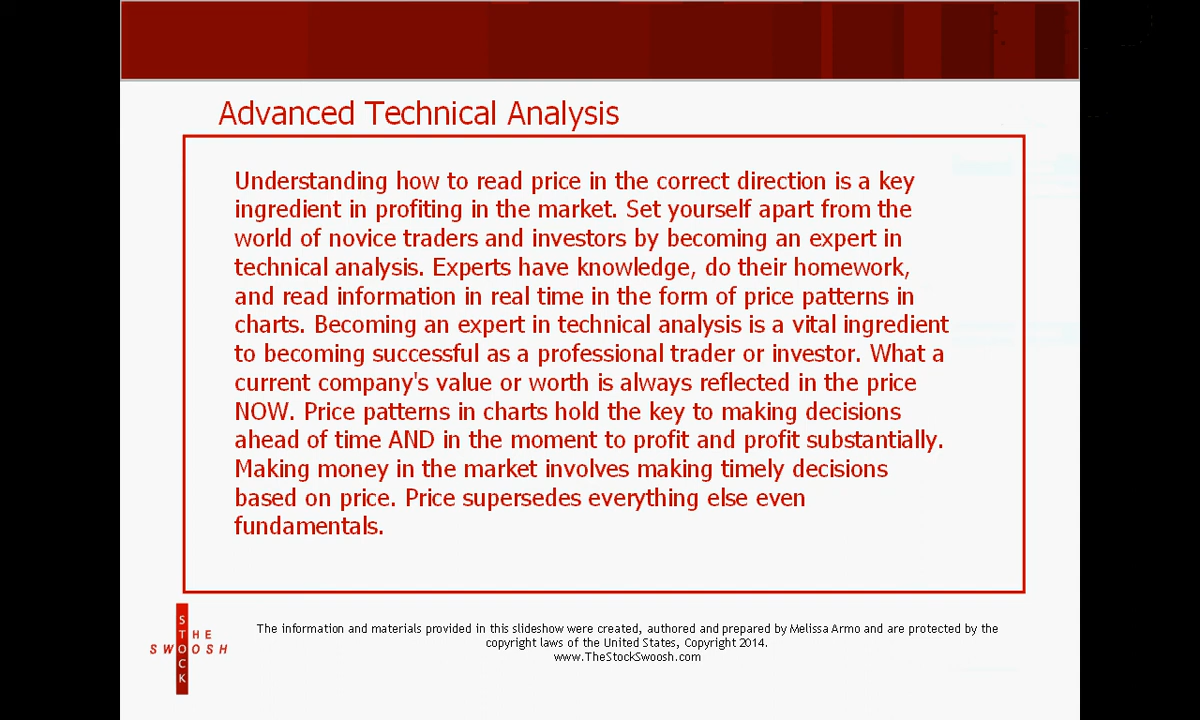 Advanced Technical Analysis
Understanding how to read price in the correct direction is a key
ingredient in profiting in the market. Set yourself apart from the
world of novice traders and investors by becoming an expert in
technical analysis. Experts have knowledge, do their homework,
and read information in real time in the form of price patterns in
charts. Becoming an expert in technical analysis is a vital ingredient
to becoming successful as a professional trader or investor. What a
current company's value or worth is always reflected in the price
NOW. Price patterns in charts hold the key to making decisions
ahead of time AND in the moment to profit and profit substantially.
Making money in the market involves making timely decisions
based on price. Price supersedes everything else even
fundamentals.
THE
STOCK
SWOOSH
The information and materials provided in this slideshow were created, authored and prepared by Melissa Armo and are protected by the
copyright laws of the United States, Copyright 2014.
www.TheStockSwoosh.com